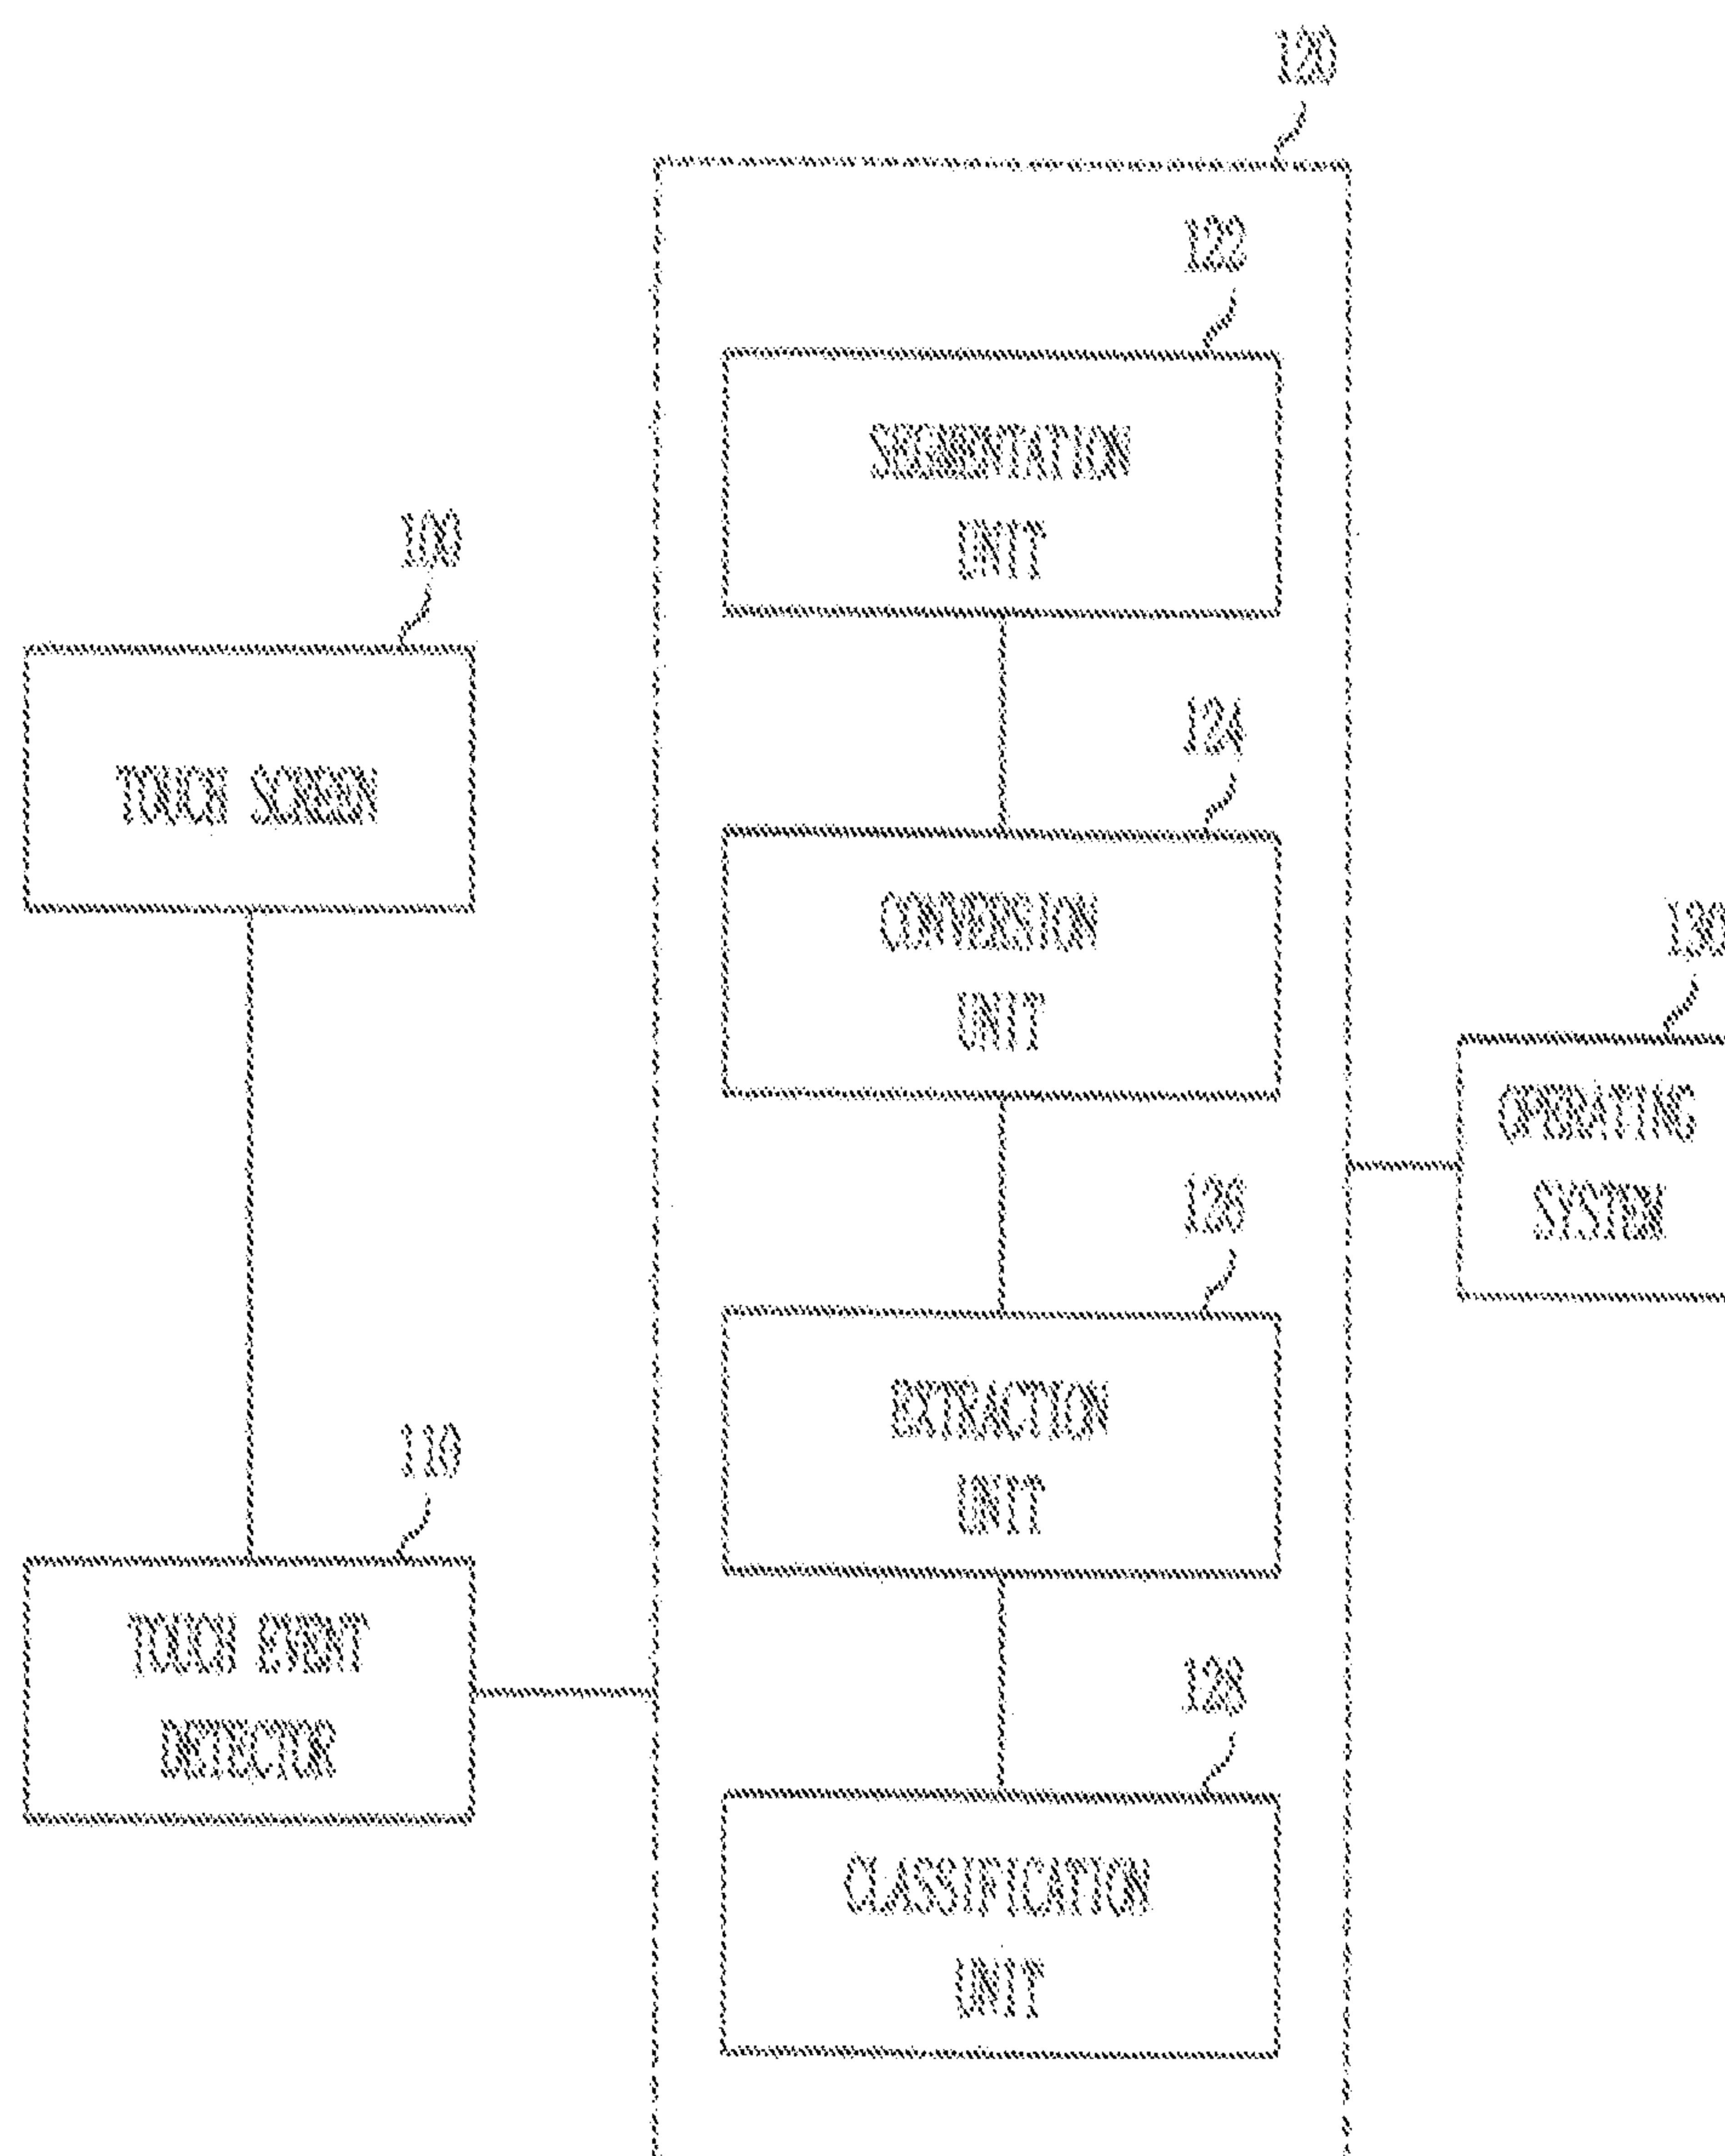 120
122
SEGMENTATION
UNIT
100
TOUCH SCREEN
124
CONVERSION
UNIT
130
OPERATING
SYSTEM
126
EXTRACTION
UNIT
110
TOUCH EVENT
DETECTOR
128
CLASSIFICATION
UNIT